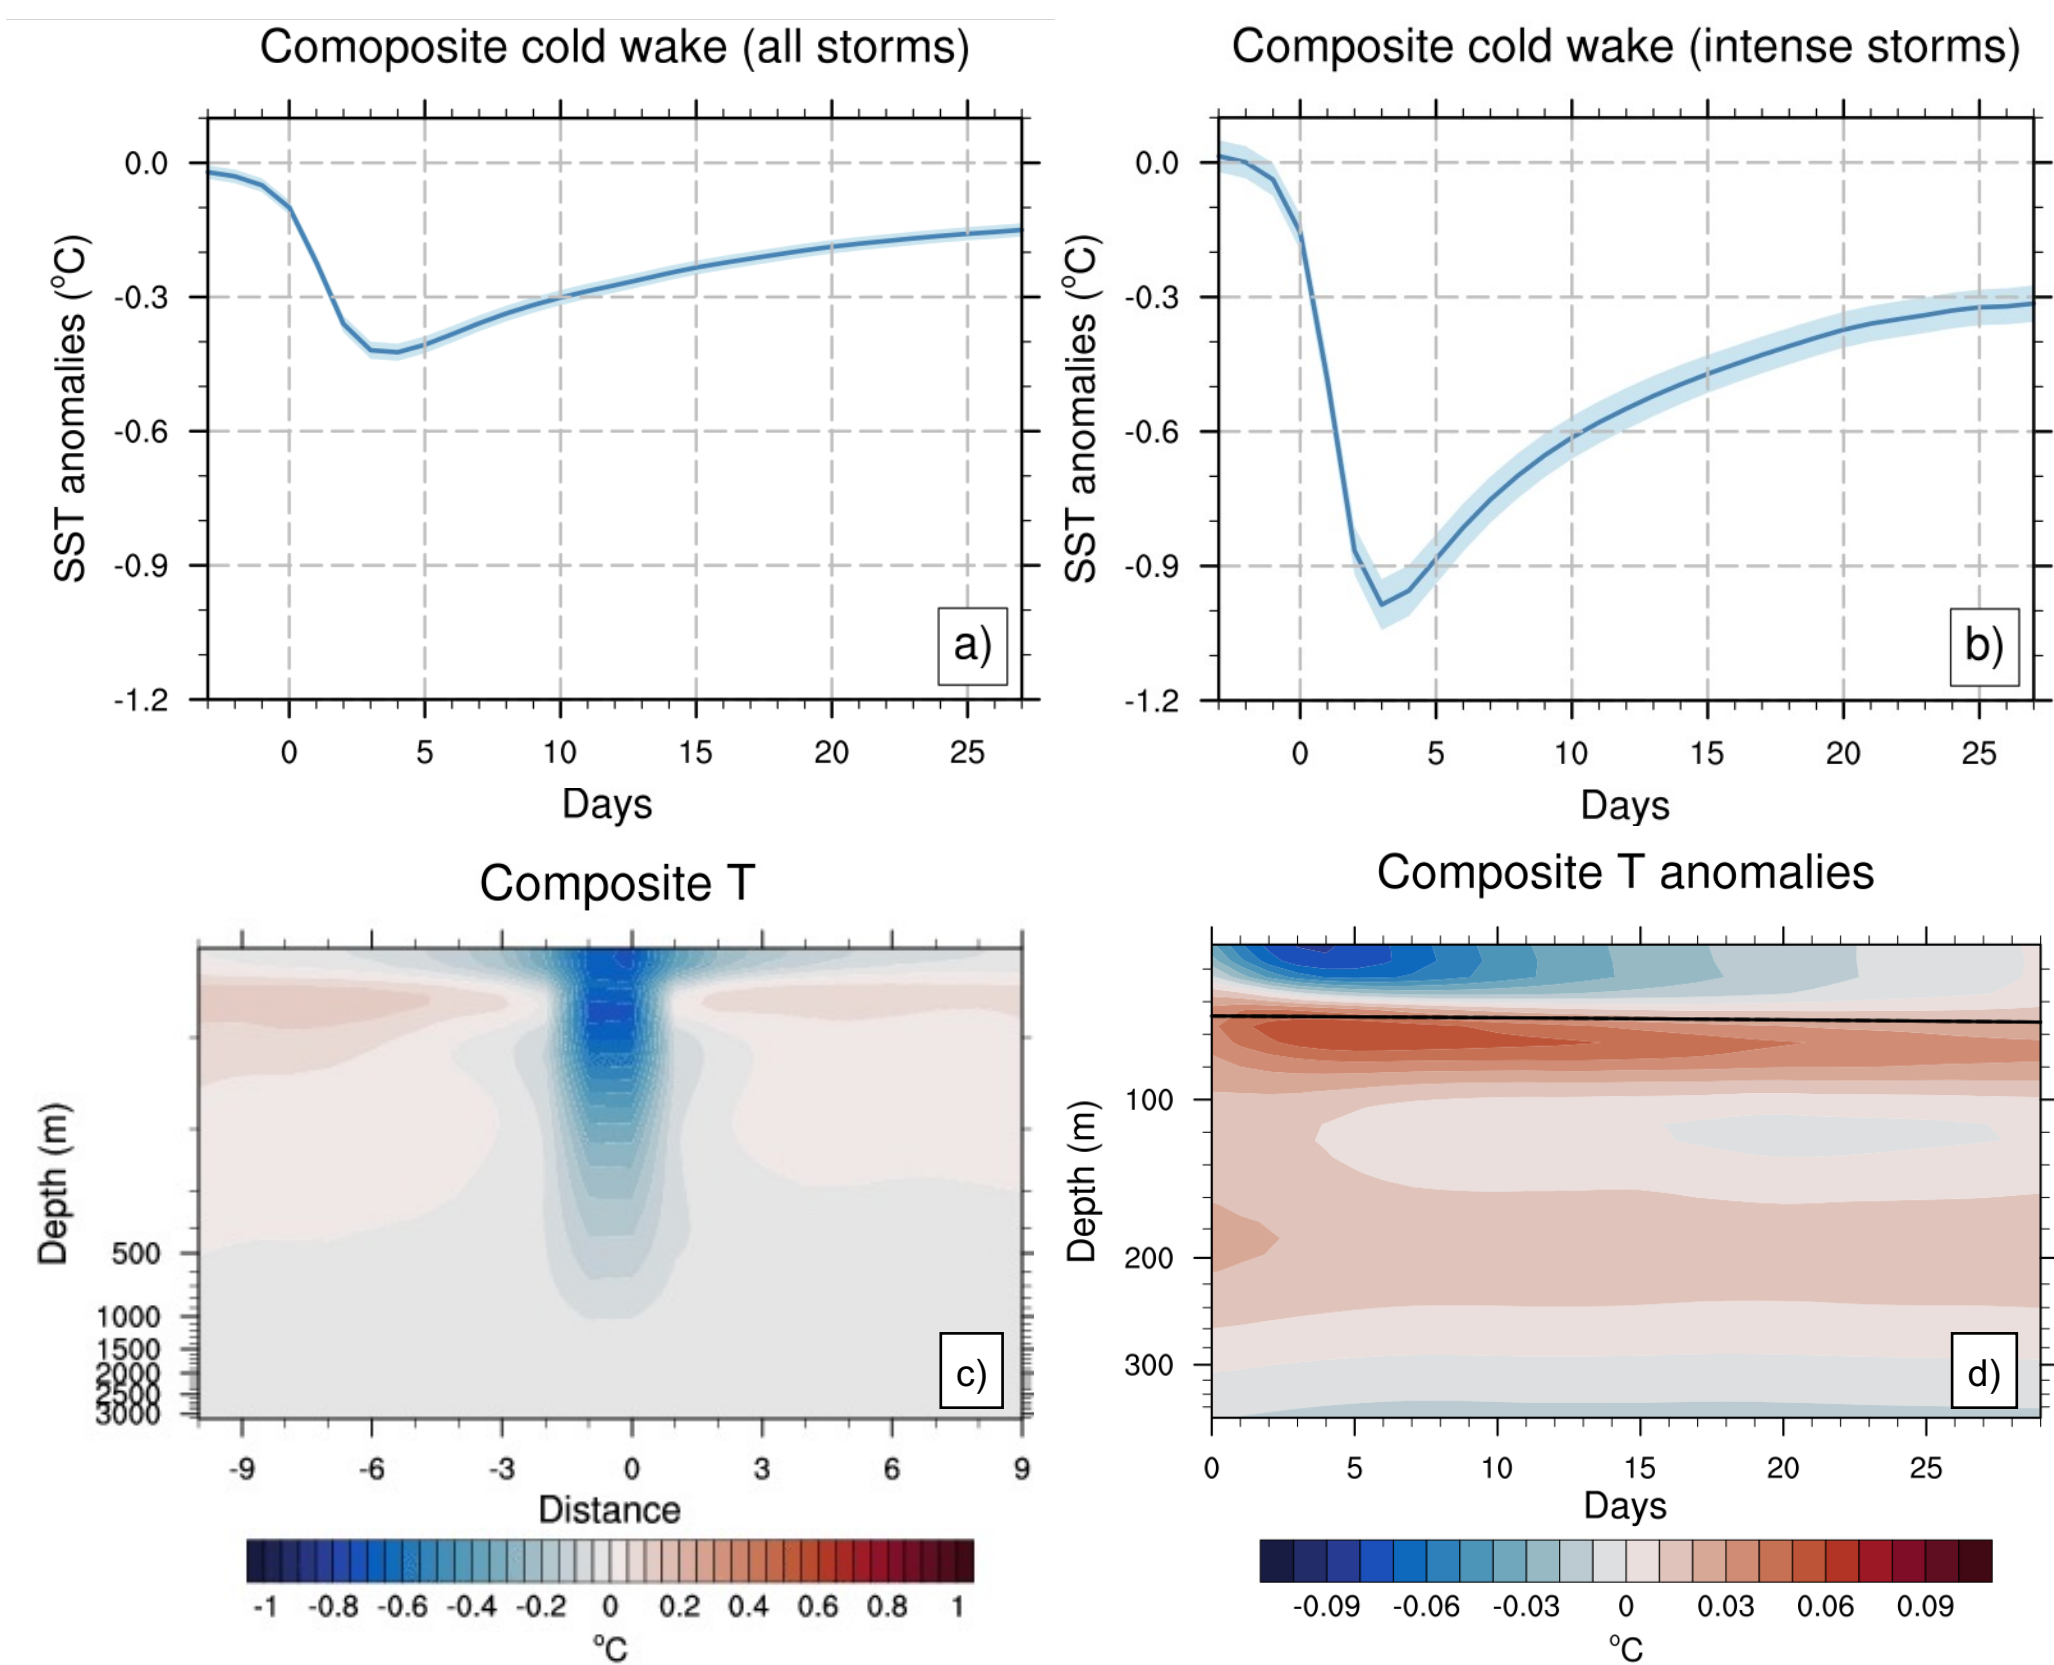 Comoposite cold wake (all storms)
SST anomalies (°C)
0.0
-0.3
-0.6
-0.9
-1.2
a)
0 5 10 15 20 25
Days
Composite cold wake (intense storms)
SST anomalies (°C)
0.0
-0.3
-0.6
-0.9
-1.2
b)
0 5 10 15 20 25
Days
Composite T
Depth (m)
500
1000
1500
2000
2500
3000
c)
-9 -6 -3 0 3 6 9
Distance
-1 -0.8 -0.6 -0.4 -0.2 0 0.2 0.4 0.6 0.8 1
°C
Composite T anomalies
Depth (m)
100
200
300
d)
0 5 10 15 20 25
Days
-0.09 -0.06 -0.03 0 0.03 0.06 0.09
°C